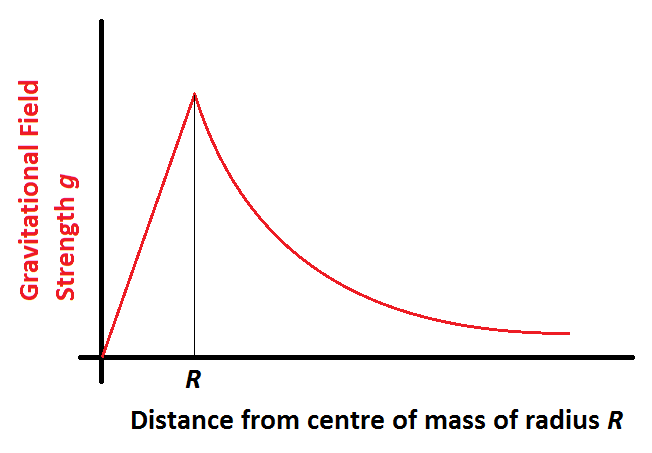 Gravitational Field
Strength g
R
Distance from centre of mass of radius R